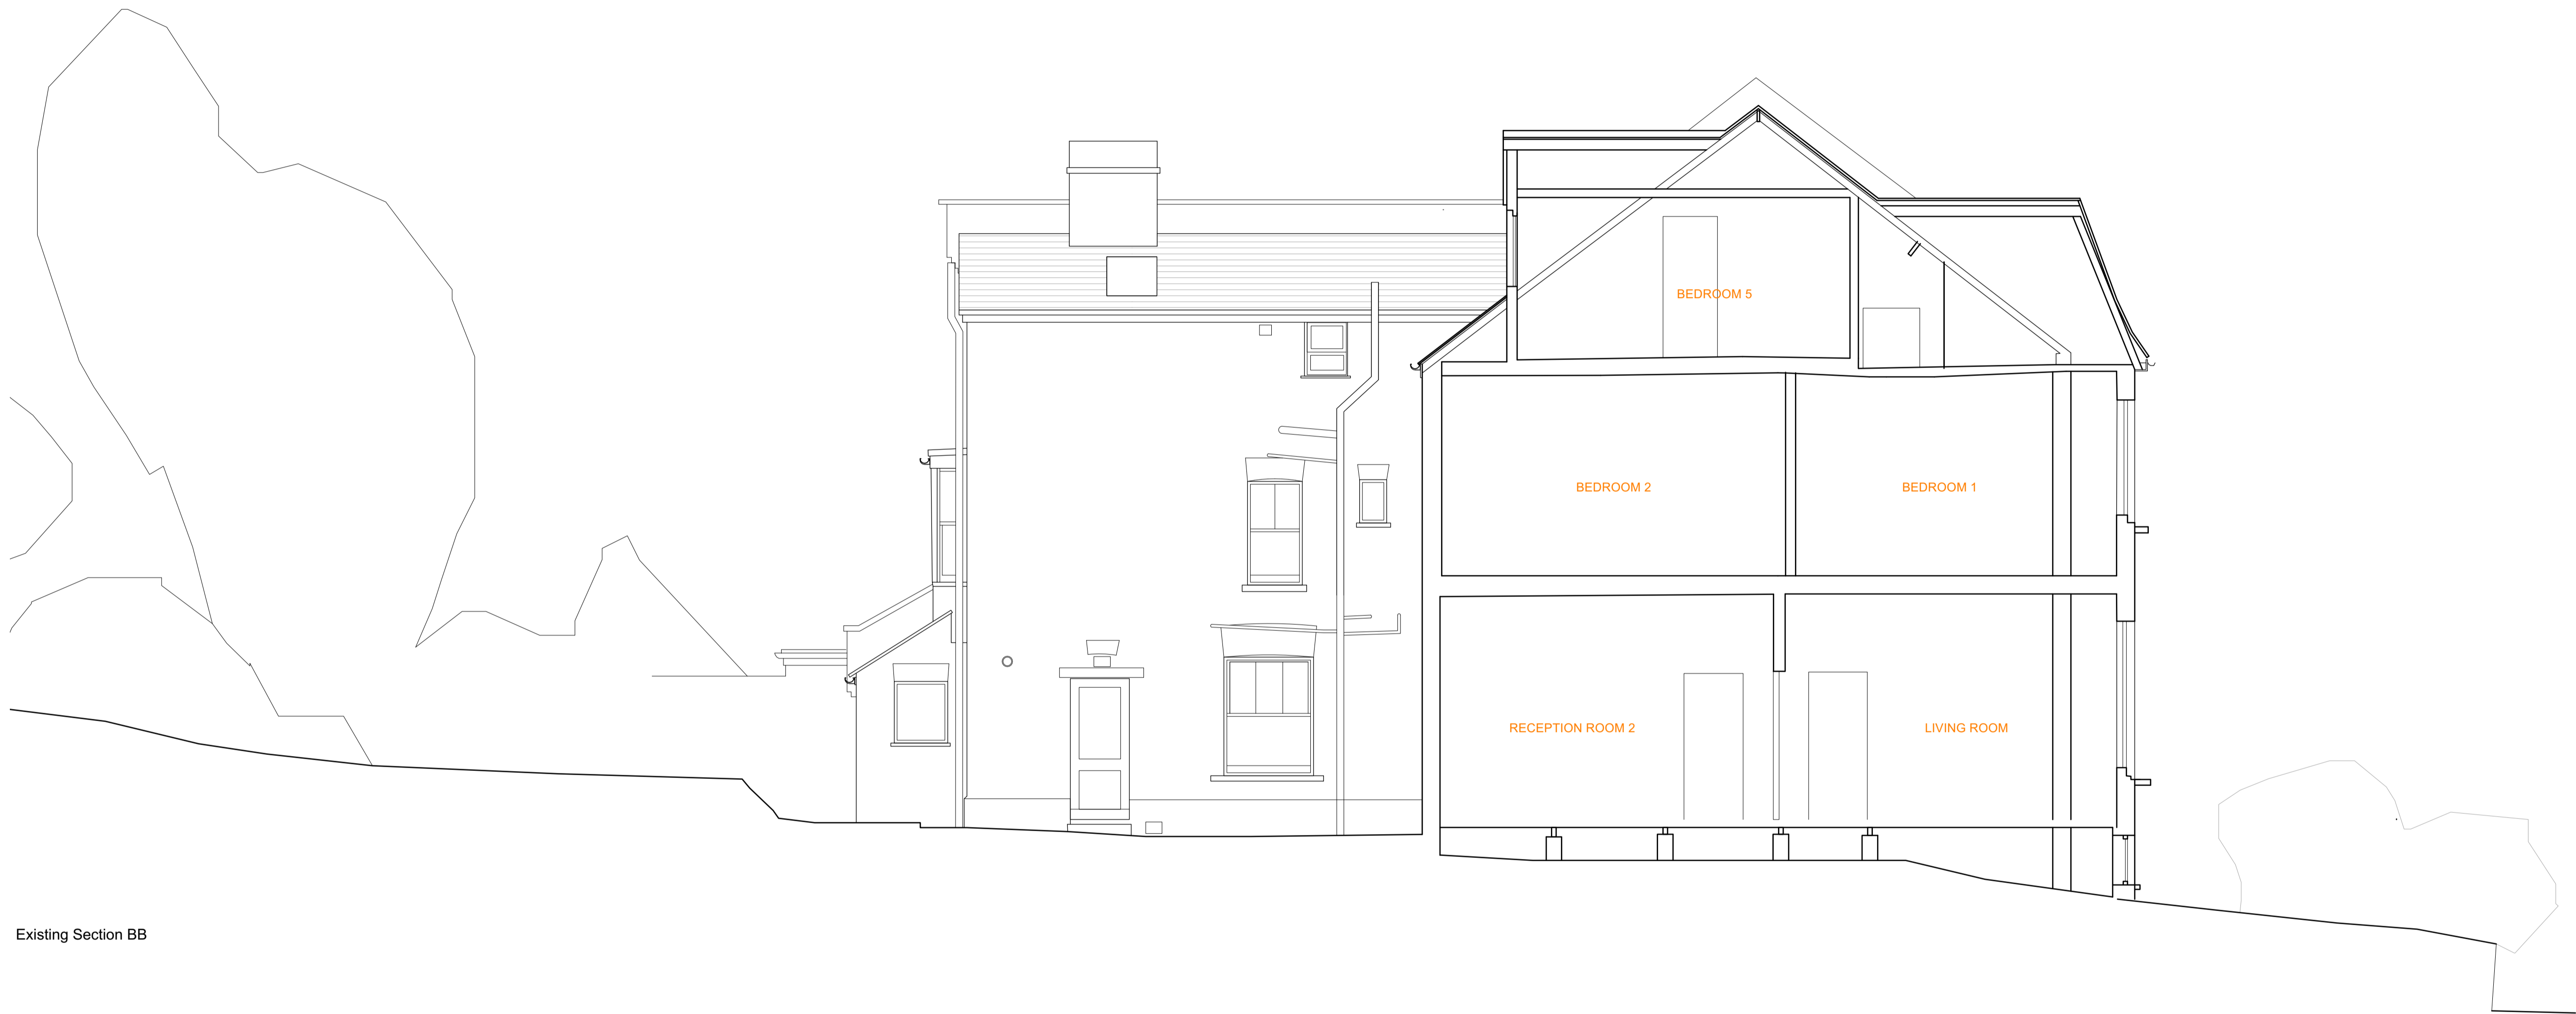 BEDROOM 5
BEDROOM 2
BEDROOM 1
RECEPTION ROOM 2
LIVING ROOM
Existing Section BB